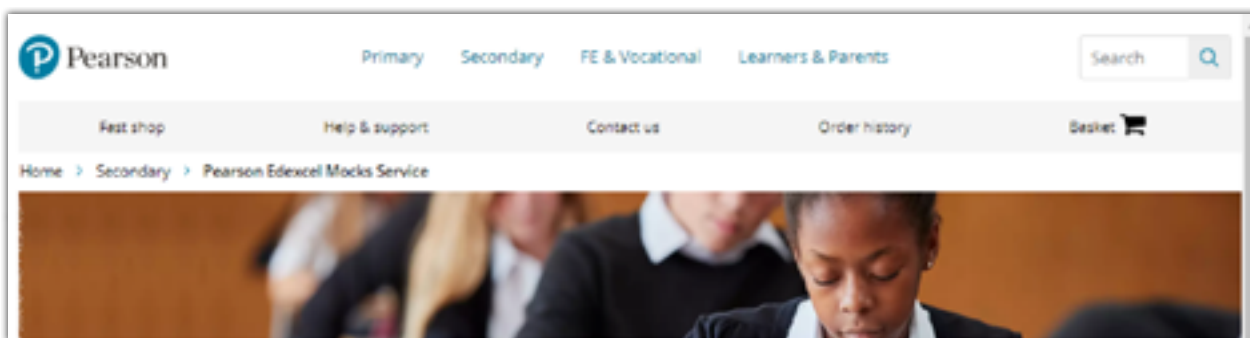 Pearson
Primary Secondary FE & Vocational Learners & Parents Search
Fast shop Help & support Contact us Order history Basket
Home > Secondary > Pearson Edexcel Mocks Service